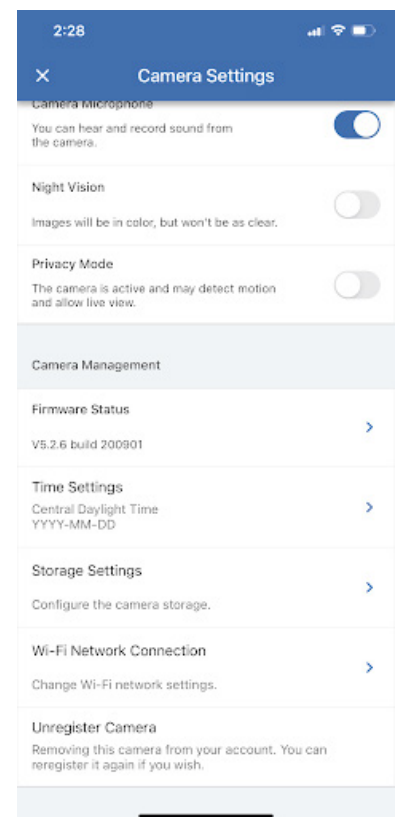 2:28
Camera Settings
Camera Microphone
You can hear and record sound from
the camera.
Night Vision
Images will be in color, but won't be as clear.
Privacy Mode
The camera is active and may detect motion
and allow live view.
Camera Management
Firmware Status
V5.2.6 build 200901
Time Settings
Central Daylight Time
YYYY-MM-DD
Storage Settings
Configure the camera storage.
Wi-Fi Network Connection
Change Wi-Fi network settings.
Unregister Camera
Removing this camera from your account. You can
reregister it again if you wish.